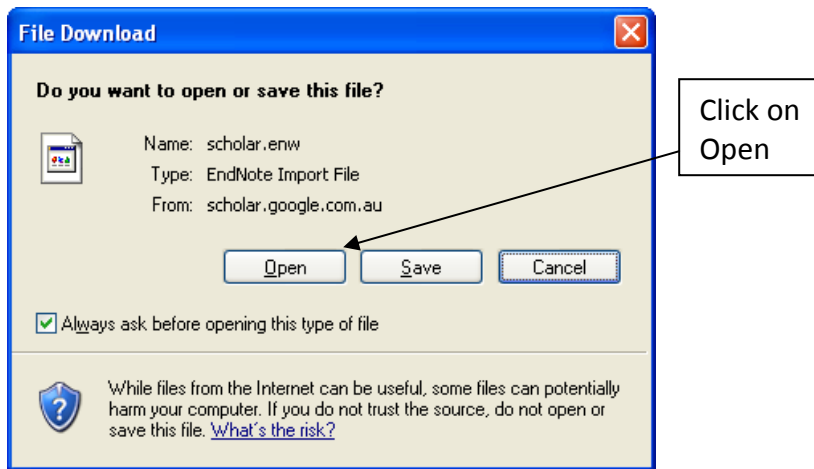 File Download
Do you want to open or save this file?
Name: scholar.enw
Type: EndNote Import File
From: scholar.google.com.au
Open Save Cancel
Always ask before opening this type of file
While files from the Internet can be useful, some files can potentially
harm your computer. If you do not trust the source, do not open or
save this file. What's the risk?
Click on
Open